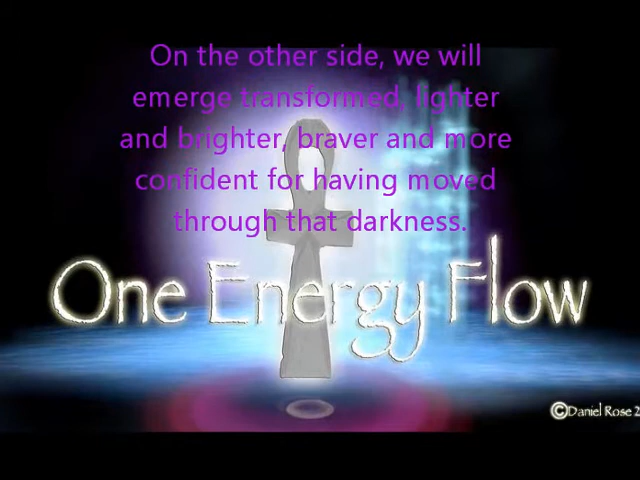 On the other side, we will
emerge transformed, lighter
and brighter, braver and more
confident for having moved
through that darkness.
One Energy Flow
©Daniel Rose 2